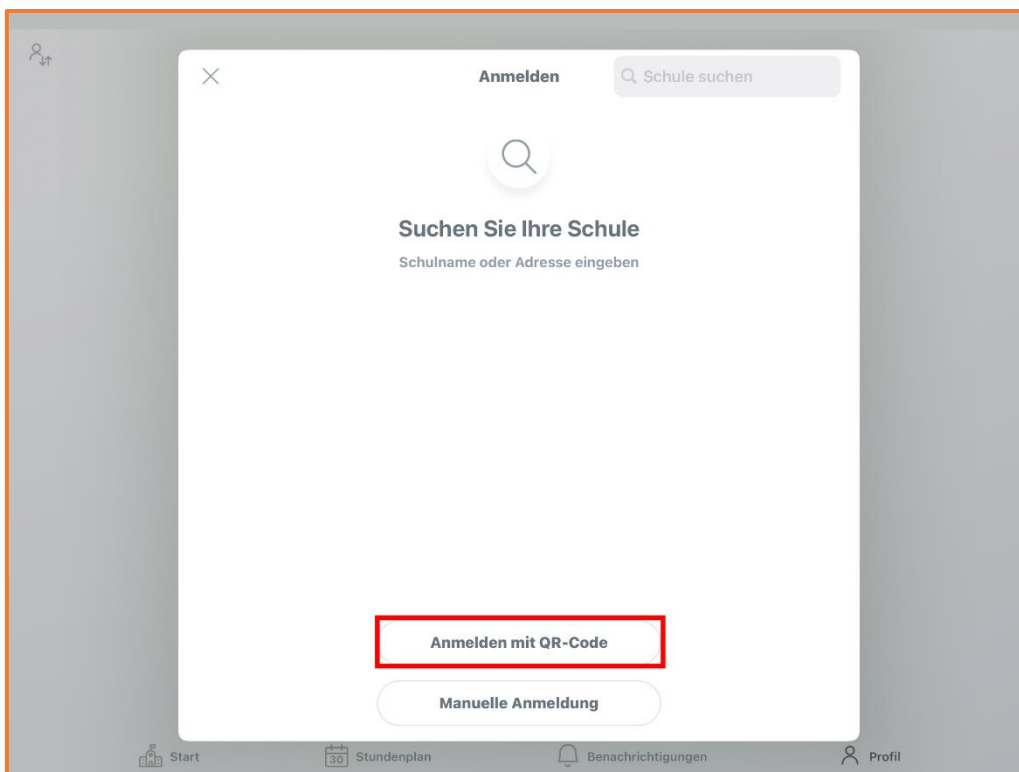 Anmelden
Schule suchen
Suchen Sie Ihre Schule
Schulname oder Adresse eingeben
Anmelden mit QR-Code
Manuelle Anmeldung
Start
30 Stundenplan
Benachrichtigungen
Profil